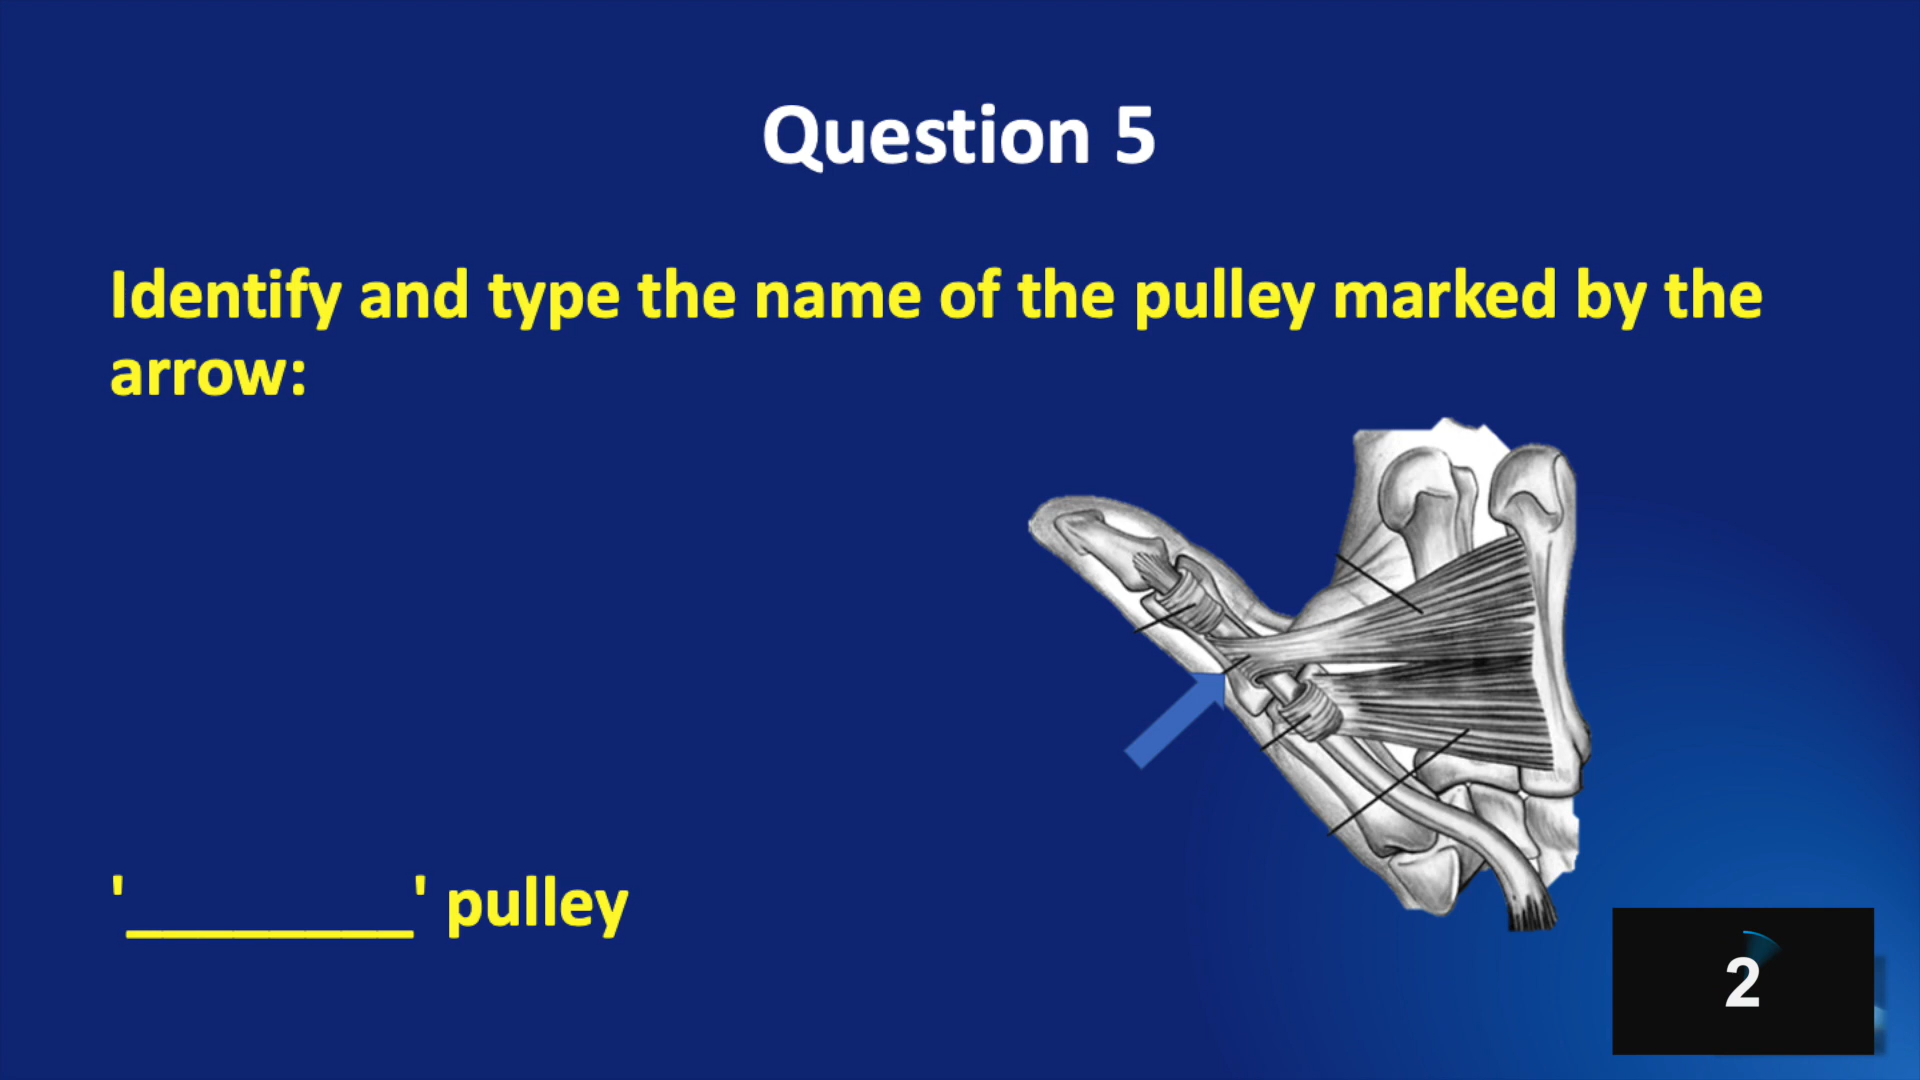 Question 5
Identify and type the name of the pulley marked by the
arrow:
'________' pulley
2